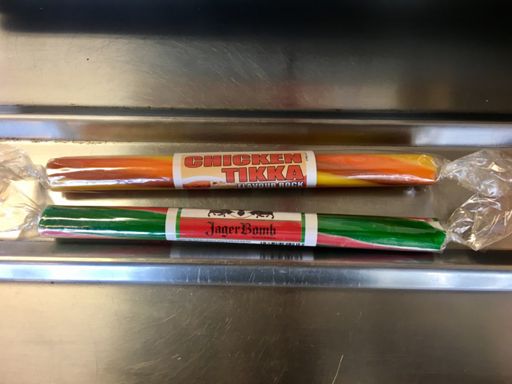 CHICKEN
TIKKA
FLAVOUR ROCK
JagerBomb